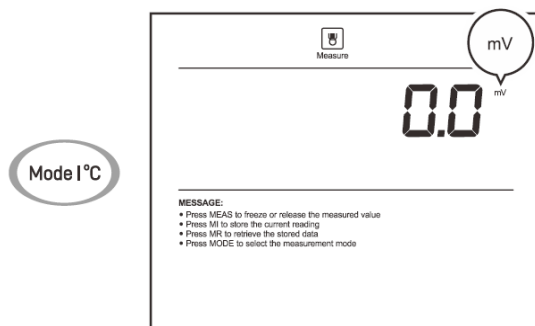 Measure
mV
0.0
mV
Mode | °C
MESSAGE:
• Press MEAS to freeze or release the measured value
• Press MI to store the current reading
• Press MR to retrieve the stored data
• Press MODE to select the measurement mode